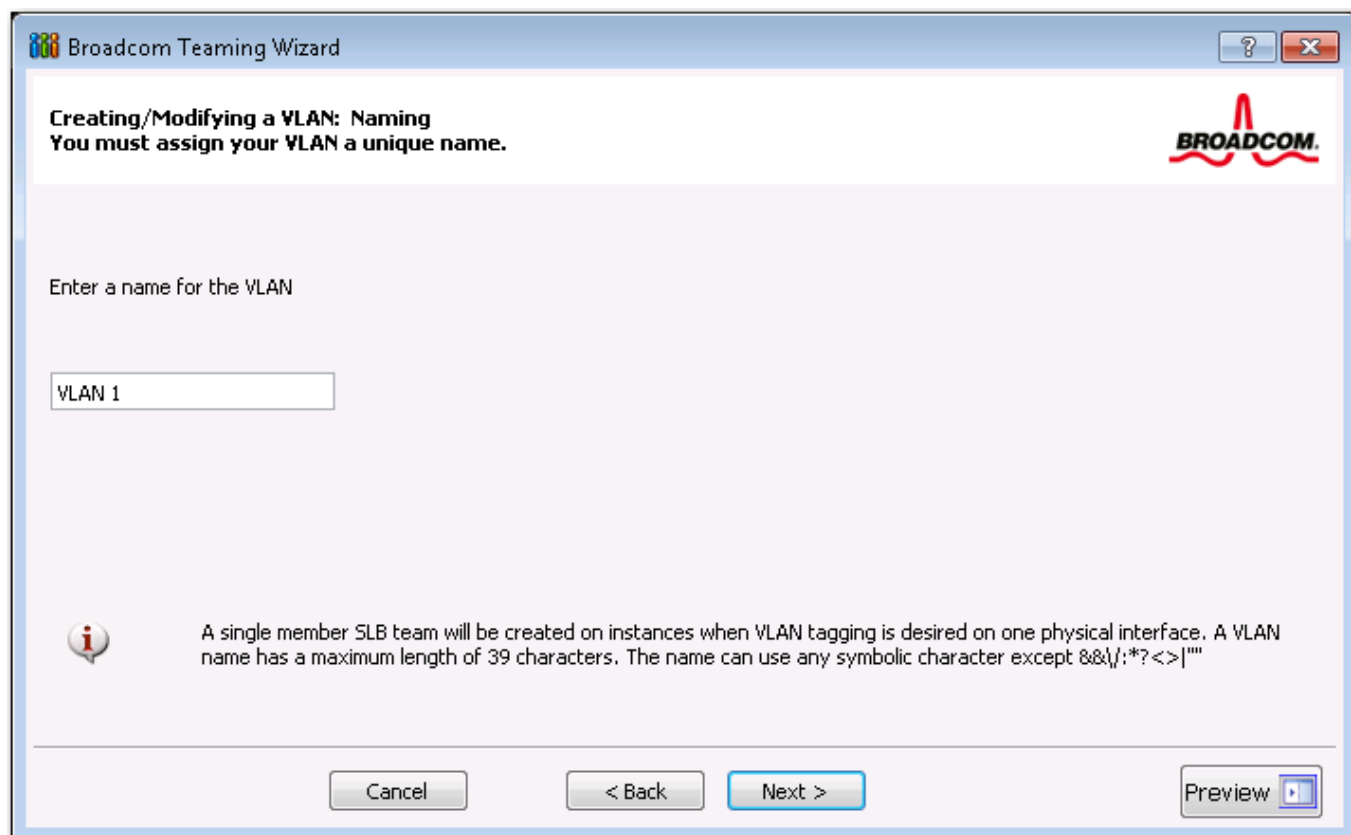 Broadcom Teaming Wizard
?
Creating/Modifying a VLAN: Naming
You must assign your VLAN a unique name.
BROADCOM.
Enter a name for the VLAN
VLAN 1
A single member SLB team will be created on instances when VLAN tagging is desired on one physical interface. A VLAN
name has a maximum length of 39 characters. The name can use any symbolic character except &&\/:*?<>|""
Cancel
< Back
Next >
Preview